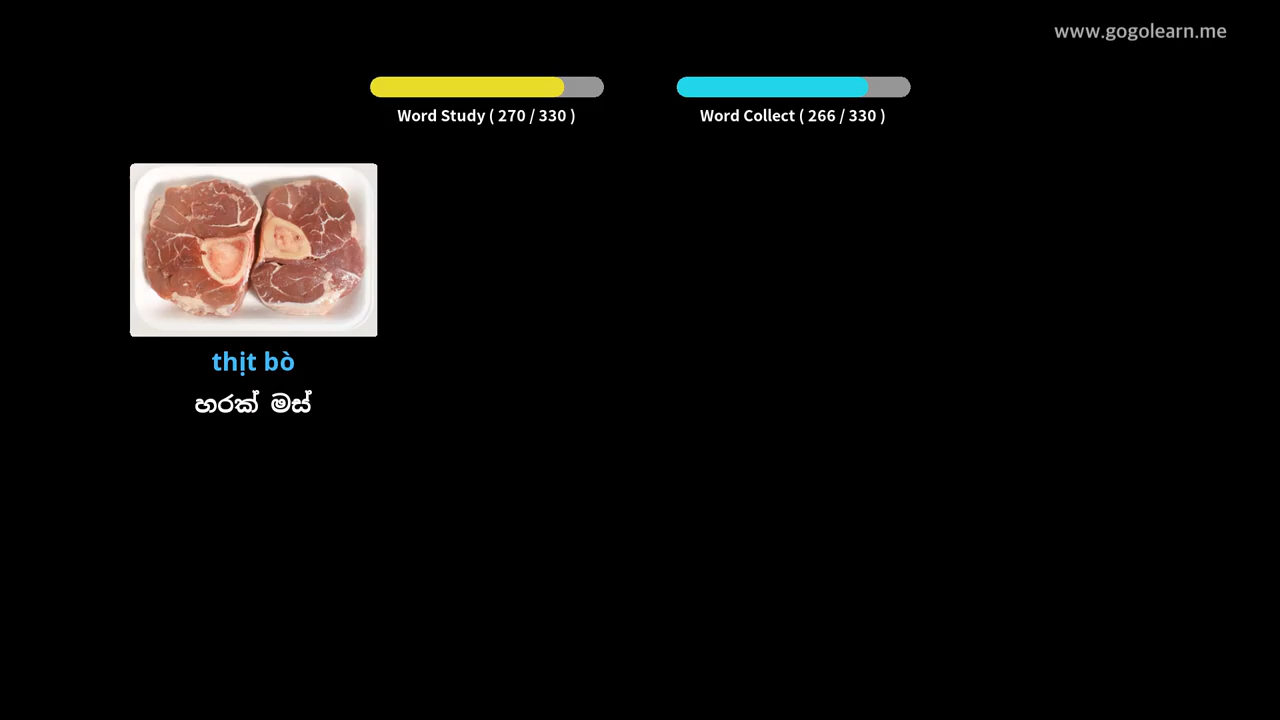 www.gogolearn.me
Word Study ( 270 / 330 )
Word Collect ( 266 / 330 )
thịt bò
හරක් මස්